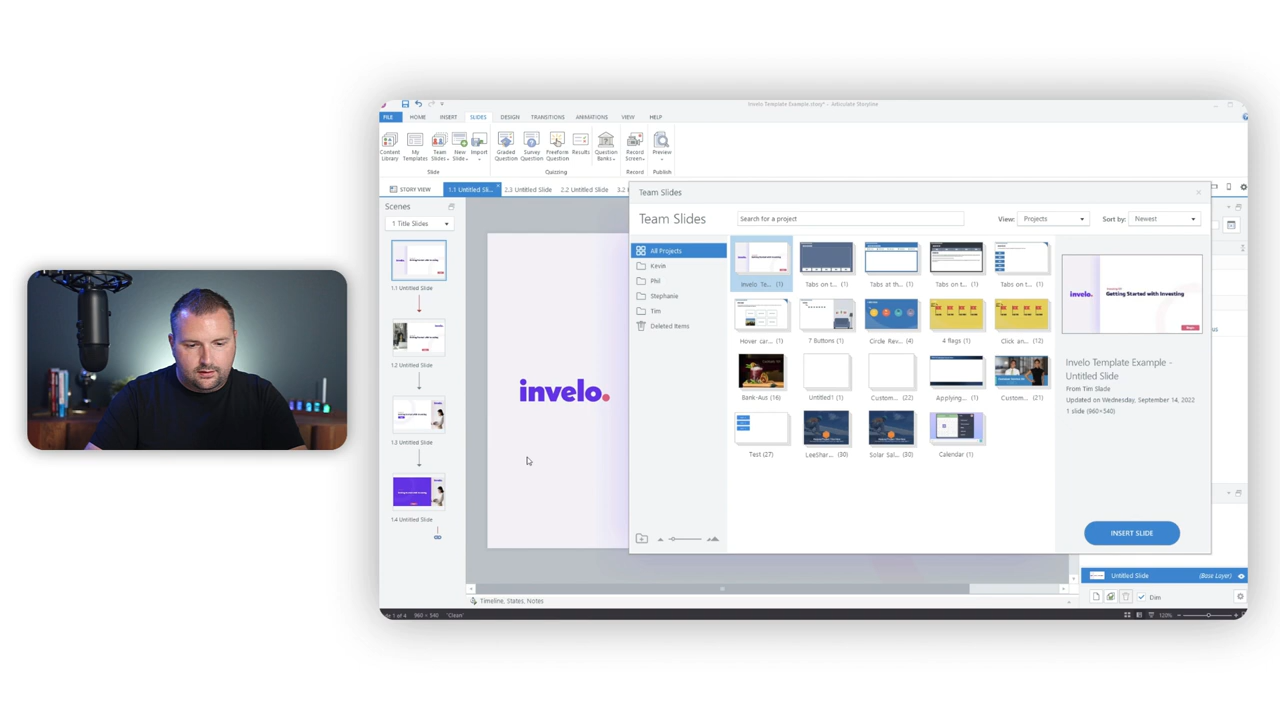 Invelo Template Example.story* - Articulate Storyline
FILE HOME INSERT SLIDES DESIGN TRANSITIONS ANIMATIONS VIEW HELP
Content Library
My Templates
Team Slides
New Slide
Import
Graded Question
Survey Question
Freeform Question
Results
Question Banks
Record Screen
Preview
Slide Quizzing Record Publish
STORY VIEW 1.1 Untitled Sli... 2.3 Untitled Slide 2.2 Untitled Slide 3.2
Scenes
1 Title Slides
1.1 Untitled Slide
1.2 Untitled Slide
1.3 Untitled Slide
1.4 Untitled Slide
invelo.
Team Slides
Team Slides Search for a project View: Projects Sort by: Newest
All Projects
Kevin
Phil
Stephanie
Tim
Deleted Items
Invelo Te... (1) Tabs on t... (1) Tabs at th... (1) Tabs on t... (1) Tabs on t... (1)
Hover car... (1) 7 Buttons (1) Circle Rev... (4) 4 Flags (1) Click an... (12)
Bank-Aus (16) Untitled1 (1) Custom... (22) Applying... (1) Custom... (21)
Test (27) LeeShar... (30) Solar Sal... (30) Calendar (1)
invelo.
Getting Started with Investing
Invelo Template Example -
Untitled Slide
From Tim Slade
Updated on Wednesday, September 14, 2022
1 slide (960×540)
INSERT SLIDE
Untitled Slide (Base Layer)
Dim
Timeline, States, Notes
960 × 540 "Clean"
120%